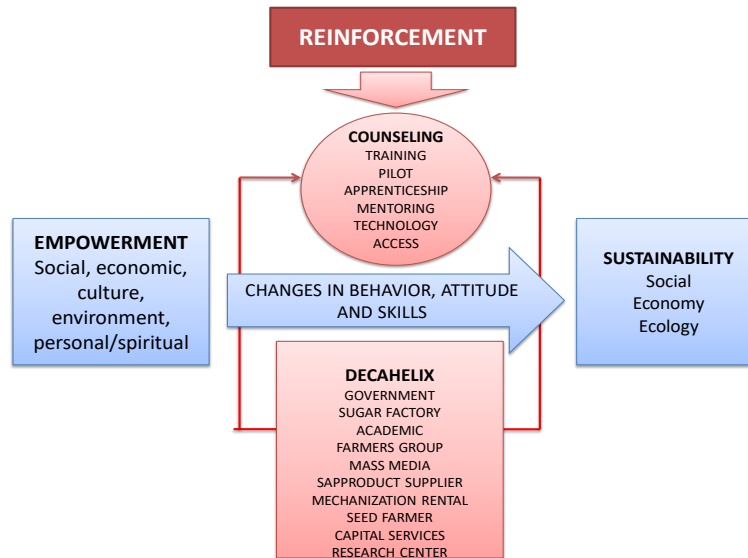 REINFORCEMENT
COUNSELING
TRAINING
PILOT
APPRENTICESHIP
MENTORING
TECHNOLOGY
ACCESS
EMPOWERMENT
Social, economic,
culture,
environment,
personal/spiritual
CHANGES IN BEHAVIOR, ATTITUDE
AND SKILLS
SUSTAINABILITY
Social
Economy
Ecology
DECAHELIX
GOVERNMENT
SUGAR FACTORY
ACADEMIC
FARMERS GROUP
MASS MEDIA
SAPPRODUCT SUPPLIER
MECHANIZATION RENTAL
SEED FARMER
CAPITAL SERVICES
RESEARCH CENTER